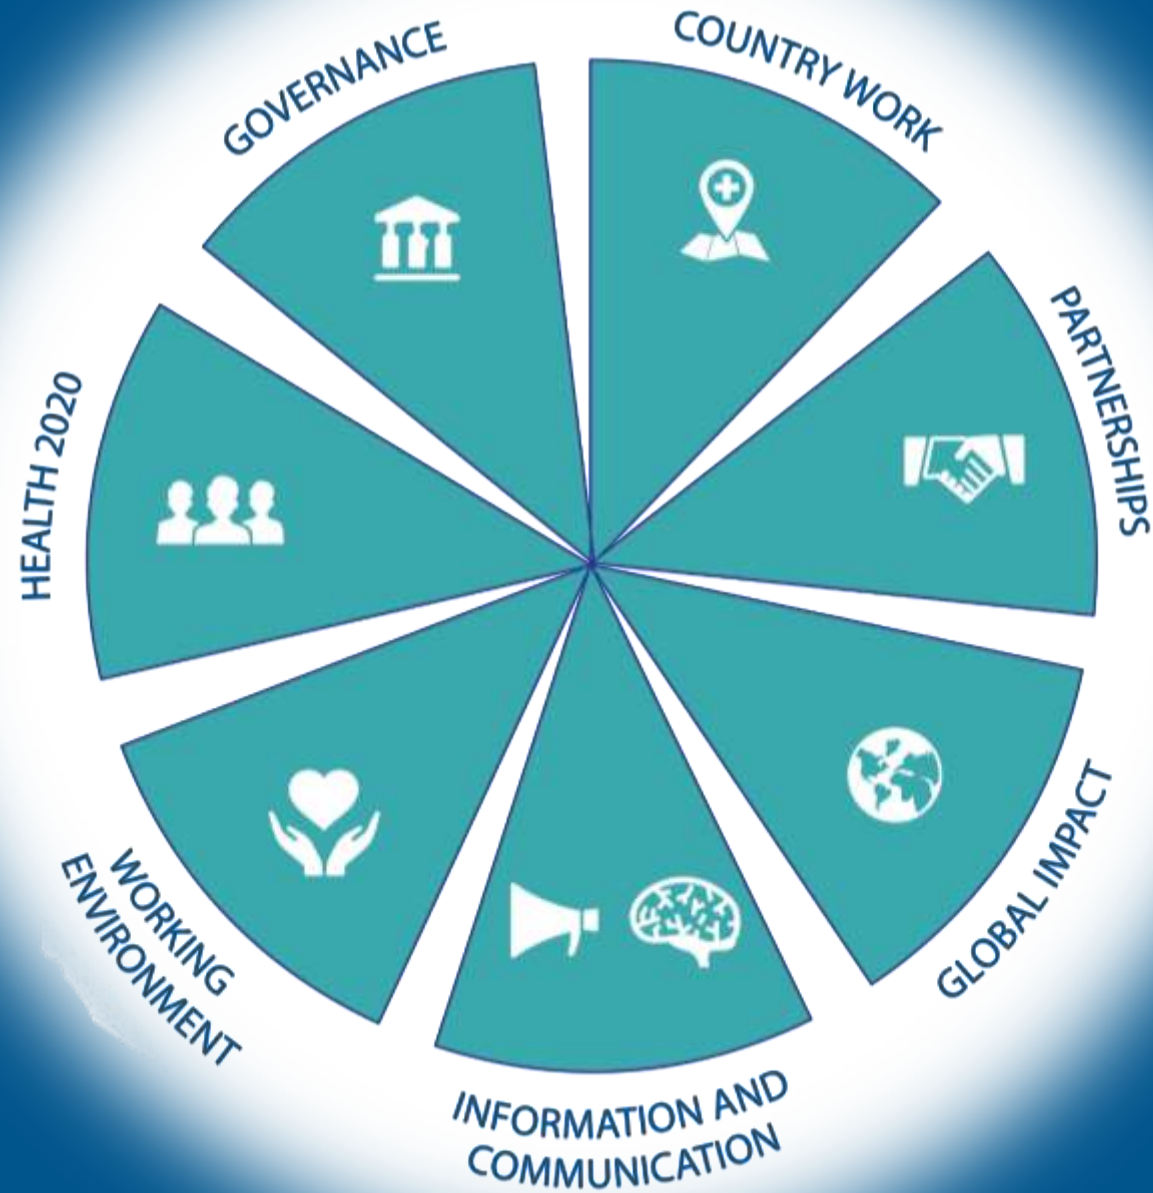 GOVERNANCE
COUNTRY WORK
PARTNERSHIPS
GLOBAL IMPACT
INFORMATION AND
COMMUNICATION
WORKING
ENVIRONMENT
HEALTH 2020